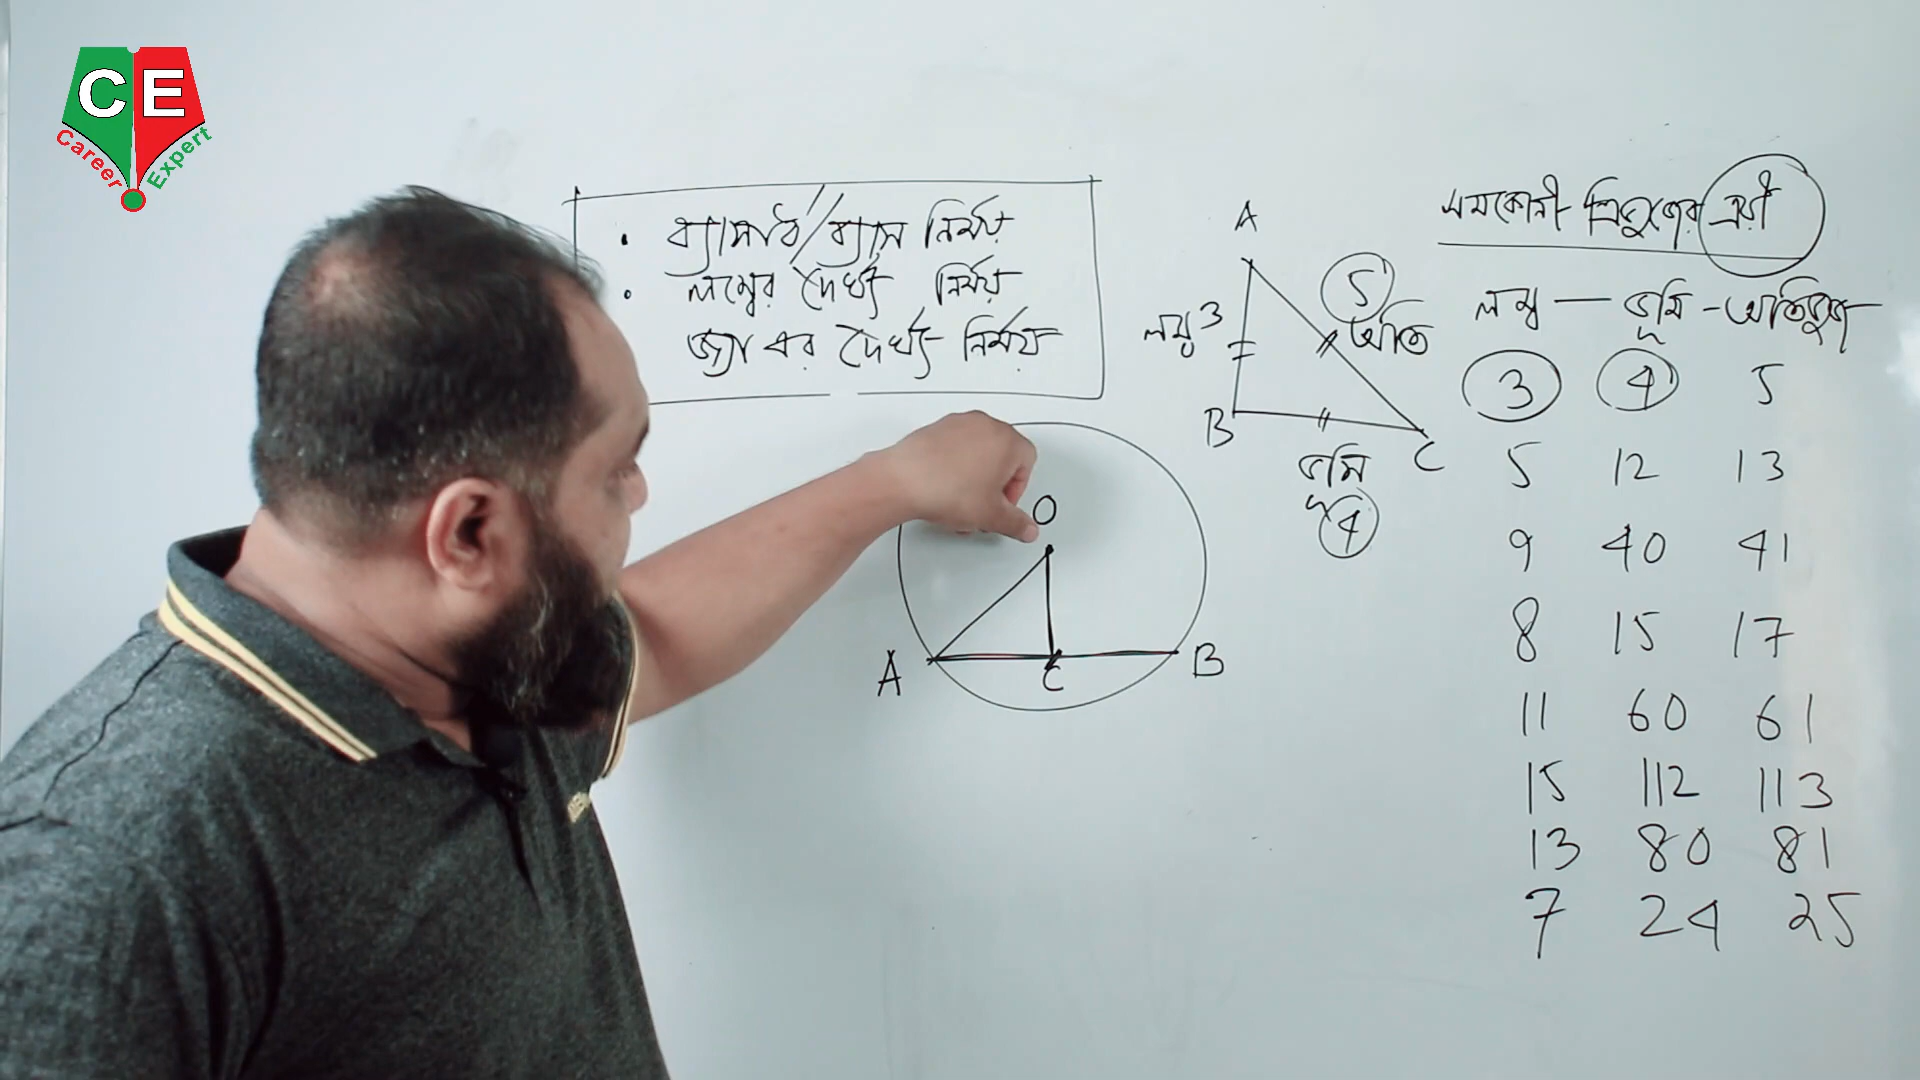 CE
Career Expert
• ব্যাসার্ধ//ব্যাস নির্ণয়
• লম্বের দৈর্ঘ্য নির্ণয়
জ্যা এর দৈর্ঘ্য নির্ণয়
O
A C B
A
লম্ব 3
5
অতি
B C
ভূমি
4
সমকোনী ত্রিভুজের ত্রয়ী
লম্ব — ভূমি - অতিভুজ
3 4 5
5 12 13
9 40 41
8 15 17
11 60 61
15 112 113
13 80 81
7 24 25